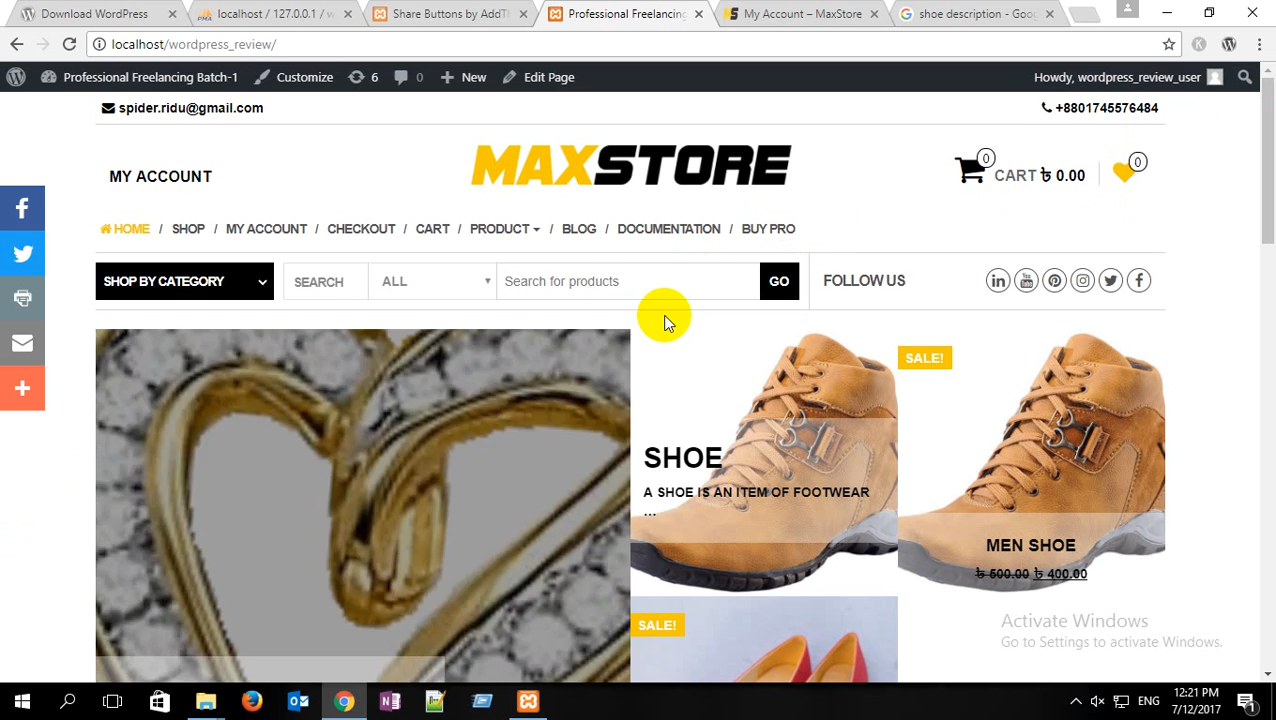 Download WordPress
localhost / 127.0.0.1 / w
Share Buttons by AddT
Professional Freelancing
My Account – MaxStore
shoe description - Goo
localhost/wordpress_review/
Professional Freelancing Batch-1
Customize
6
0
New
Edit Page
Howdy, wordpress_review_user
spider.ridu@gmail.com
+8801745576484
MY ACCOUNT
MAXSTORE
0
CART ৳ 0.00
0
HOME / SHOP / MY ACCOUNT / CHECKOUT / CART / PRODUCT / BLOG / DOCUMENTATION / BUY PRO
SHOP BY CATEGORY
SEARCH
ALL
Search for products
GO
FOLLOW US
SALE!
SHOE
A SHOE IS AN ITEM OF FOOTWEAR
...
MEN SHOE
৳ 500.00 ৳ 400.00
SALE!
Activate Windows
Go to Settings to activate Windows.
ENG
12:21 PM
7/12/2017
1